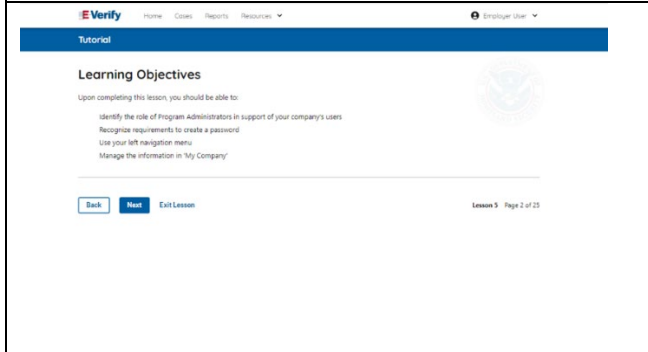 E-Verify Home Cases Reports Resources Employer User
Tutorial
Learning Objectives
Upon completing this lesson, you should be able to:
Identify the role of Program Administrators in support of your company's users
Recognize requirements to create a password
Use your left navigation menu
Manage the information in 'My Company'
Back Next Exit Lesson Lesson 5 Page 2 of 25